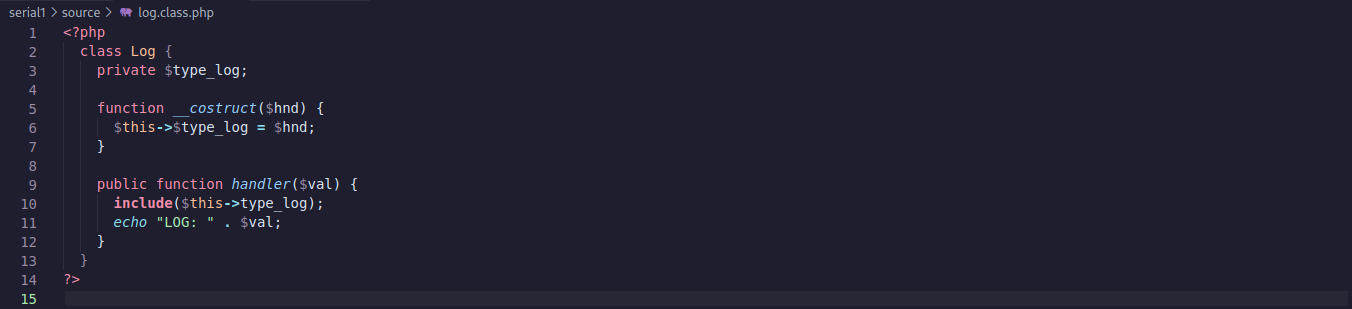 serial1 > source > log.class.php
1 <?php
2 class Log {
3 private $type_log;
4
5 function __costruct($hnd) {
6 $this->$type_log = $hnd;
7 }
8
9 public function handler($val) {
10 include($this->type_log);
11 echo "LOG: " . $val;
12 }
13 }
14 ?>
15